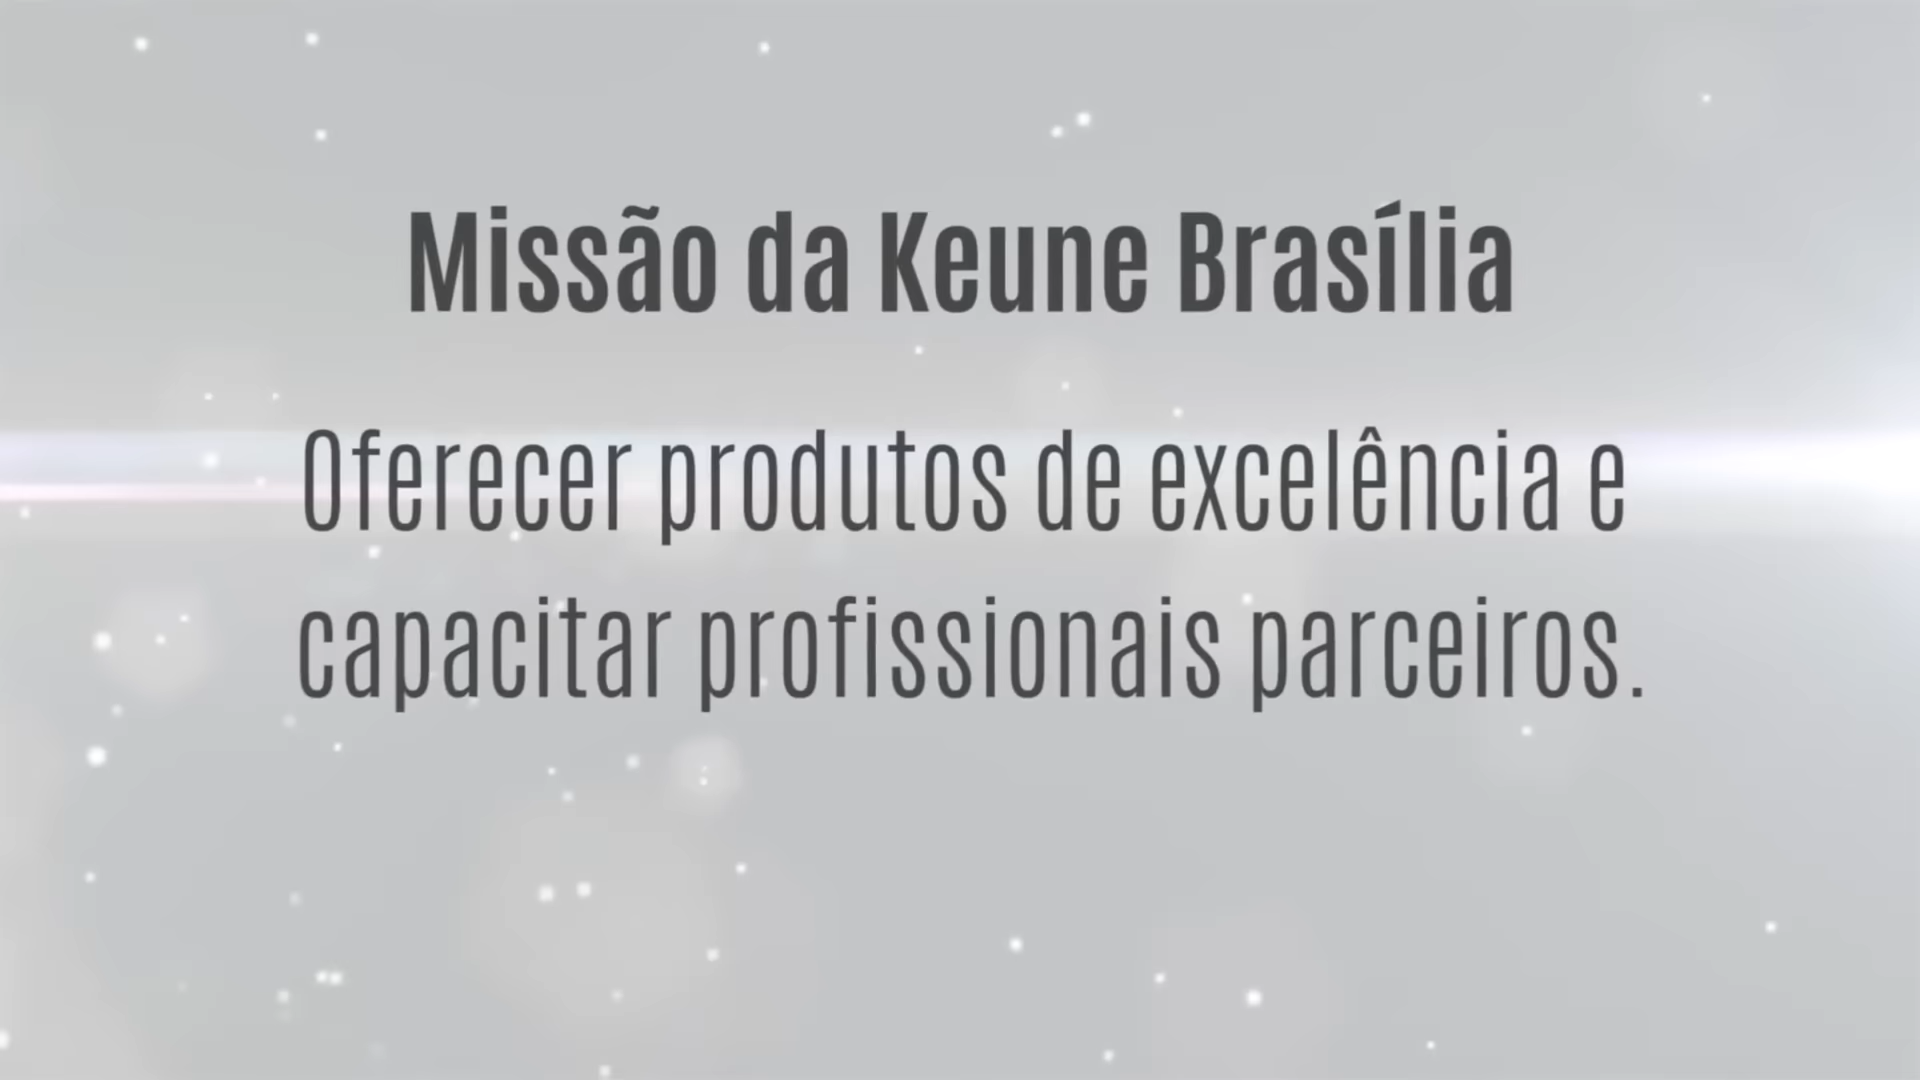 Missão da Keune Brasília
Oferecer produtos de excelência e
capacitar profissionais parceiros.